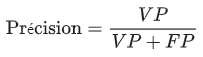 Précision = VP / (VP + FP)